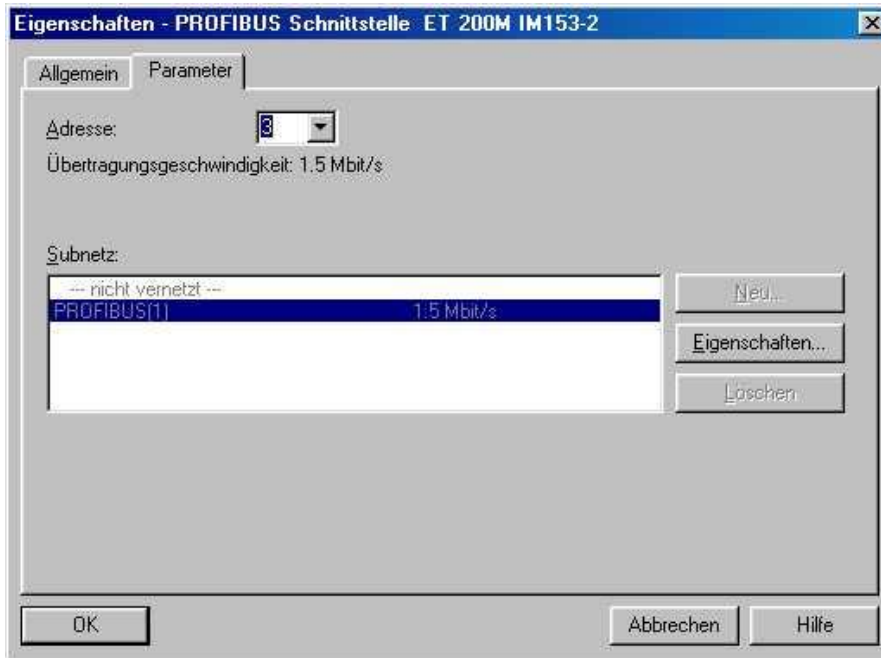 Eigenschaften - PROFIBUS Schnittstelle ET 200M IM153-2
Allgemein Parameter
Adresse: 3
Übertragungsgeschwindigkeit: 1.5 Mbit/s
Subnetz:
--- nicht vernetzt ---
PROFIBUS(1) 1.5 Mbit/s
Neu...
Eigenschaften...
Löschen
OK Abbrechen Hilfe